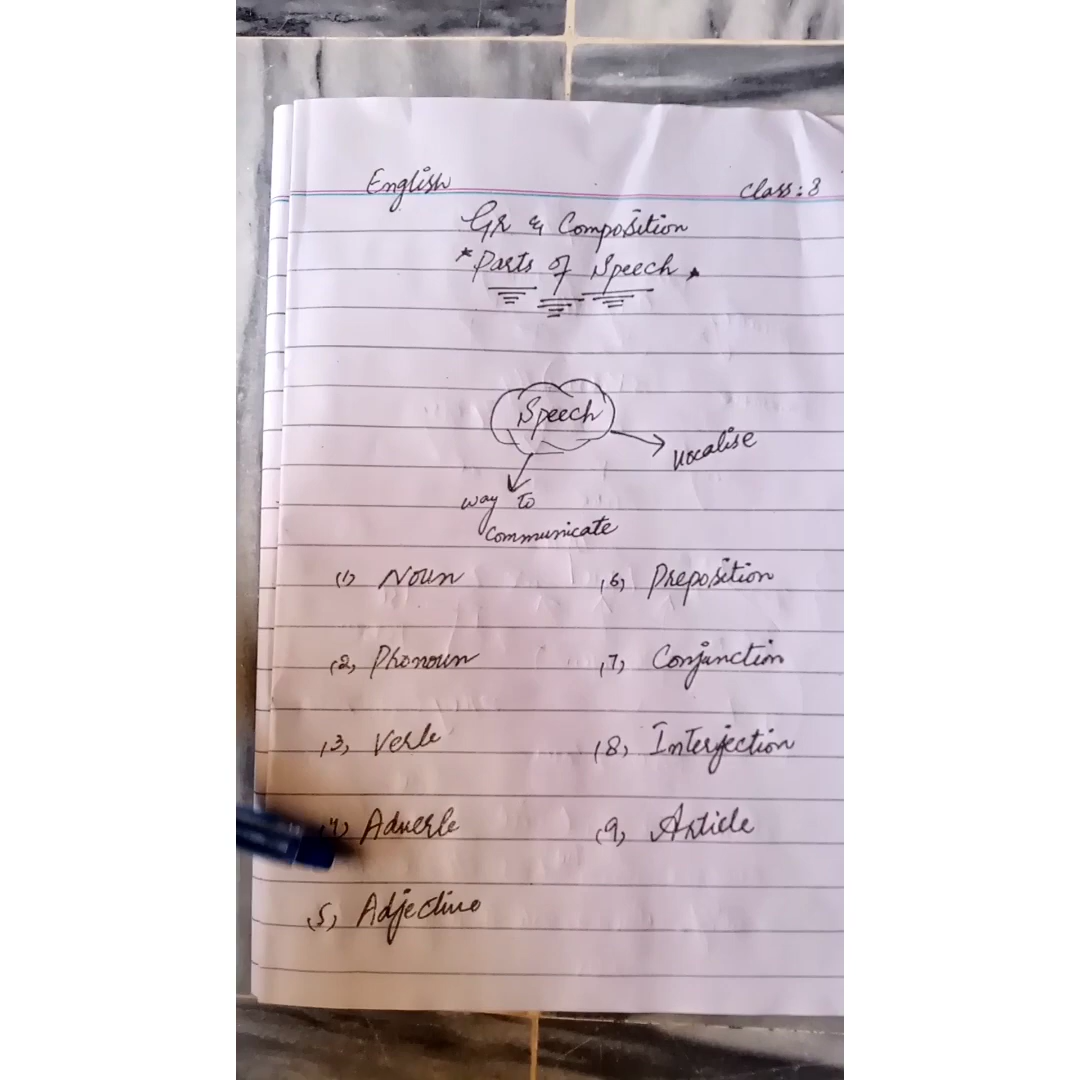 English Class: 8
Gr & Composition
*Parts of Speech*
Speech
Vocalise
way to
communicate
(1) Noun (6) Preposition
(2) Pronoun (7) Conjunction
(3) Verb (8) Interjection
(4) Adverb (9) Article
(5) Adjective